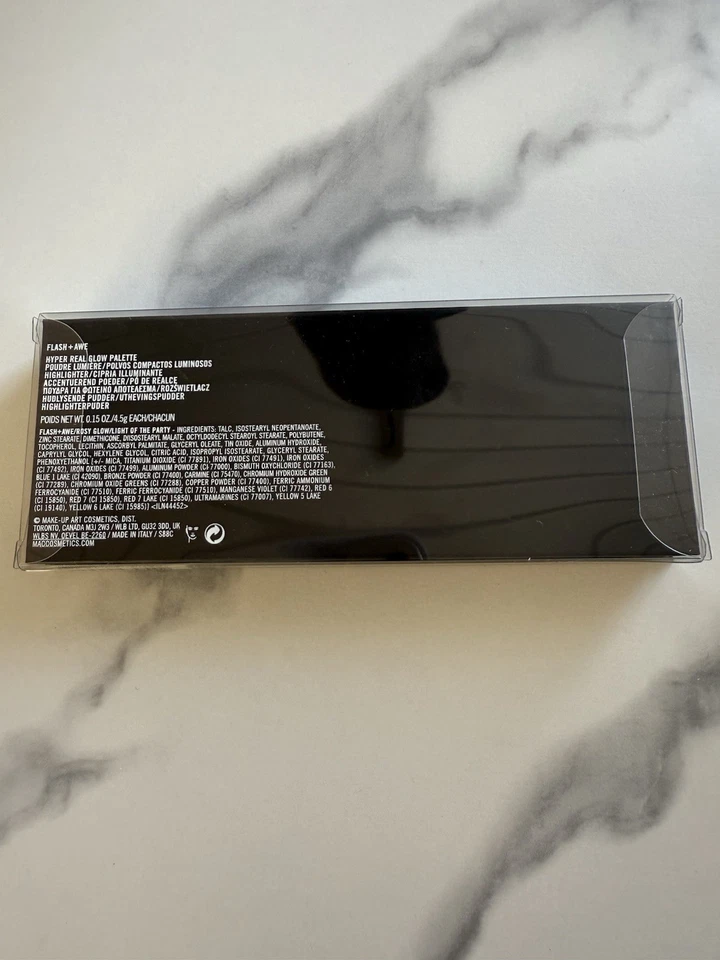 FLASH + AWE
HYPER REAL GLOW PALETTE
POUDRE LUMIÈRE/POLVOS COMPACTOS LUMINOSOS
HIGHLIGHTER/CIPRIA ILLUMINANTE
ACCENTUEREND POEDER/PÓ DE REALCE
ΠΟΥΔΡΑ ΓΙΑ ΦΩΤΕΙΝΟ ΑΠΟΤΕΛΕΣΜΑ/ROZŚWIETLACZ
HUDLYSENDE PUDDER/UTHEVINGSPUDDER
HIGHLIGHTERPUDER
POIDS NET WT. 0.15 OZ./4.5g EACH/CHACUN
FLASH+AWE/ROSY GLOW/LIGHT OF THE PARTY - INGREDIENTS: TALC, ISOSTEARYL NEOPENTANOATE,
ZINC STEARATE, DIMETHICONE, DIISOSTEARYL MALATE, OCTYLDODECYL STEAROYL STEARATE, POLYBUTENE,
TOCOPHEROL, LECITHIN, ASCORBYL PALMITATE, GLYCERYL OLEATE, TIN OXIDE, ALUMINUM HYDROXIDE,
CAPRYLYL GLYCOL, HEXYLENE GLYCOL, CITRIC ACID, ISOPROPYL ISOSTEARATE, GLYCERYL STEARATE,
PHENOXYETHANOL [+/- MICA, TITANIUM DIOXIDE (CI 77891), IRON OXIDES (CI 77491), IRON OXIDES
(CI 77492), IRON OXIDES (CI 77499), ALUMINUM POWDER (CI 77000), BISMUTH OXYCHLORIDE (CI 77163),
BLUE 1 LAKE (CI 42090), BRONZE POWDER (CI 77400), CARMINE (CI 75470), CHROMIUM HYDROXIDE GREEN
(CI 77289), CHROMIUM OXIDE GREENS (CI 77288), COPPER POWDER (CI 77400), FERRIC AMMONIUM
FERROCYANIDE (CI 77510), FERRIC FERROCYANIDE (CI 77510), MANGANESE VIOLET (CI 77742), RED 6
(CI 15850), RED 7 (CI 15850), RED 7 LAKE (CI 15850), ULTRAMARINES (CI 77007), YELLOW 5 LAKE
(CI 19140), YELLOW 6 LAKE (CI 15985)] <ILN44452>
© MAKE-UP ART COSMETICS, DIST.
TORONTO, CANADA M3J 2W3 / WLB LTD, GU32 3DD, UK
WLBS NV, OEVEL BE-2260 / MADE IN ITALY / S88C
MACCOSMETICS.COM